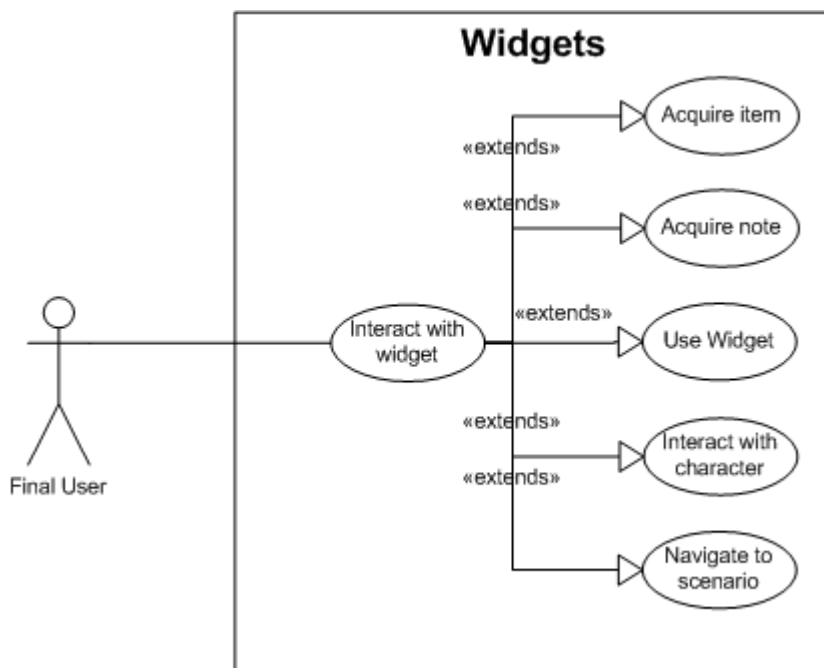 Widgets
Acquire item
«extends»
«extends»
Acquire note
«extends»
Interact with
widget
Use Widget
«extends»
Interact with
character
«extends»
Final User
Navigate to
scenario